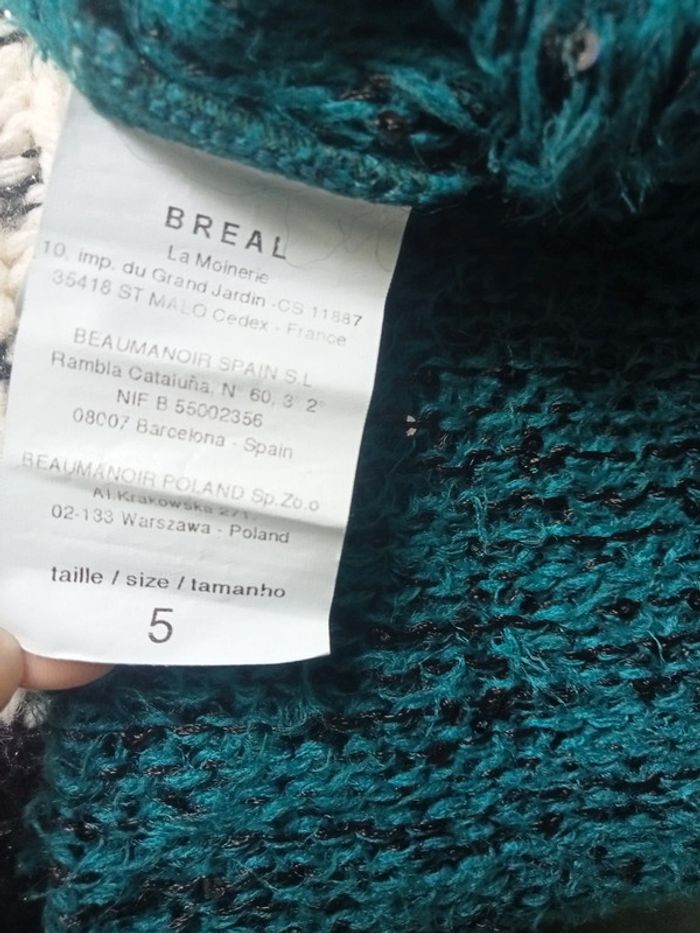 BREAL
La Moinerie
10, imp. du Grand Jardin - CS 11887
35418 ST MALO Cedex - France
BEAUMANOIR SPAIN S.L
Rambla Cataluña, N° 60, 3° 2°
NIF B 55002356
08007 Barcelona - Spain
BEAUMANOIR POLAND Sp.Zo.o
Al.Krakowska 271
02-133 Warszawa - Poland
taille / size / tamanho
5